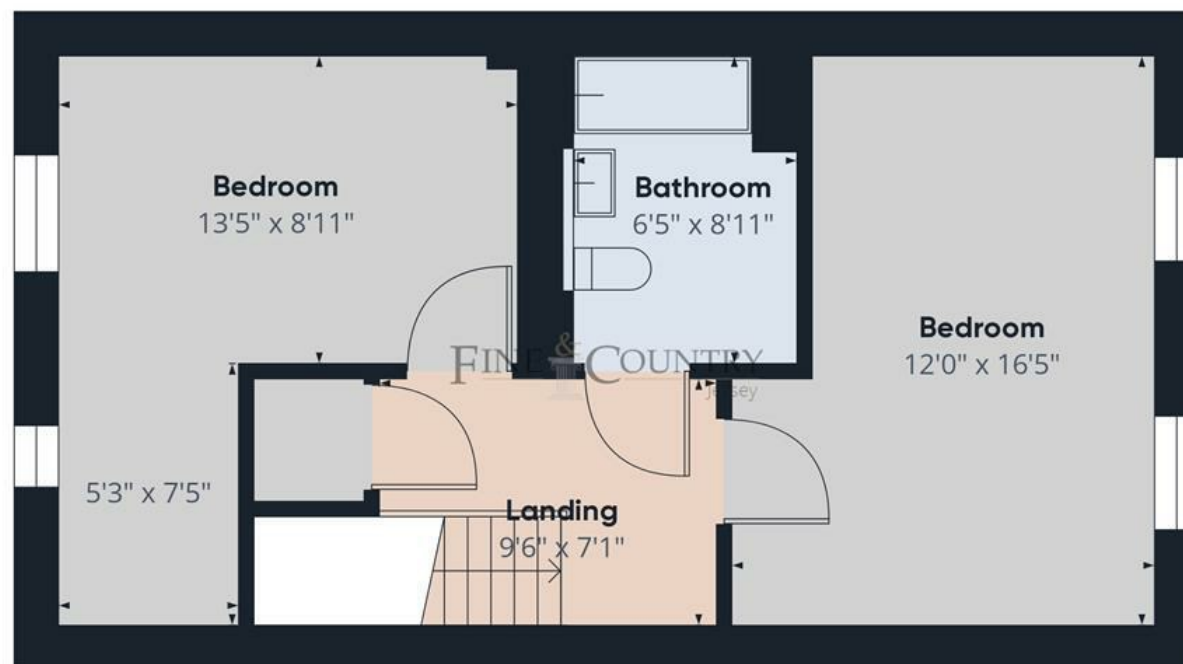 Bedroom
13'5" x 8'11"
Bathroom
6'5" x 8'11"
Bedroom
12'0" x 16'5"
FINE & COUNTRY
Jersey
5'3" x 7'5"
Landing
9'6" x 7'1"